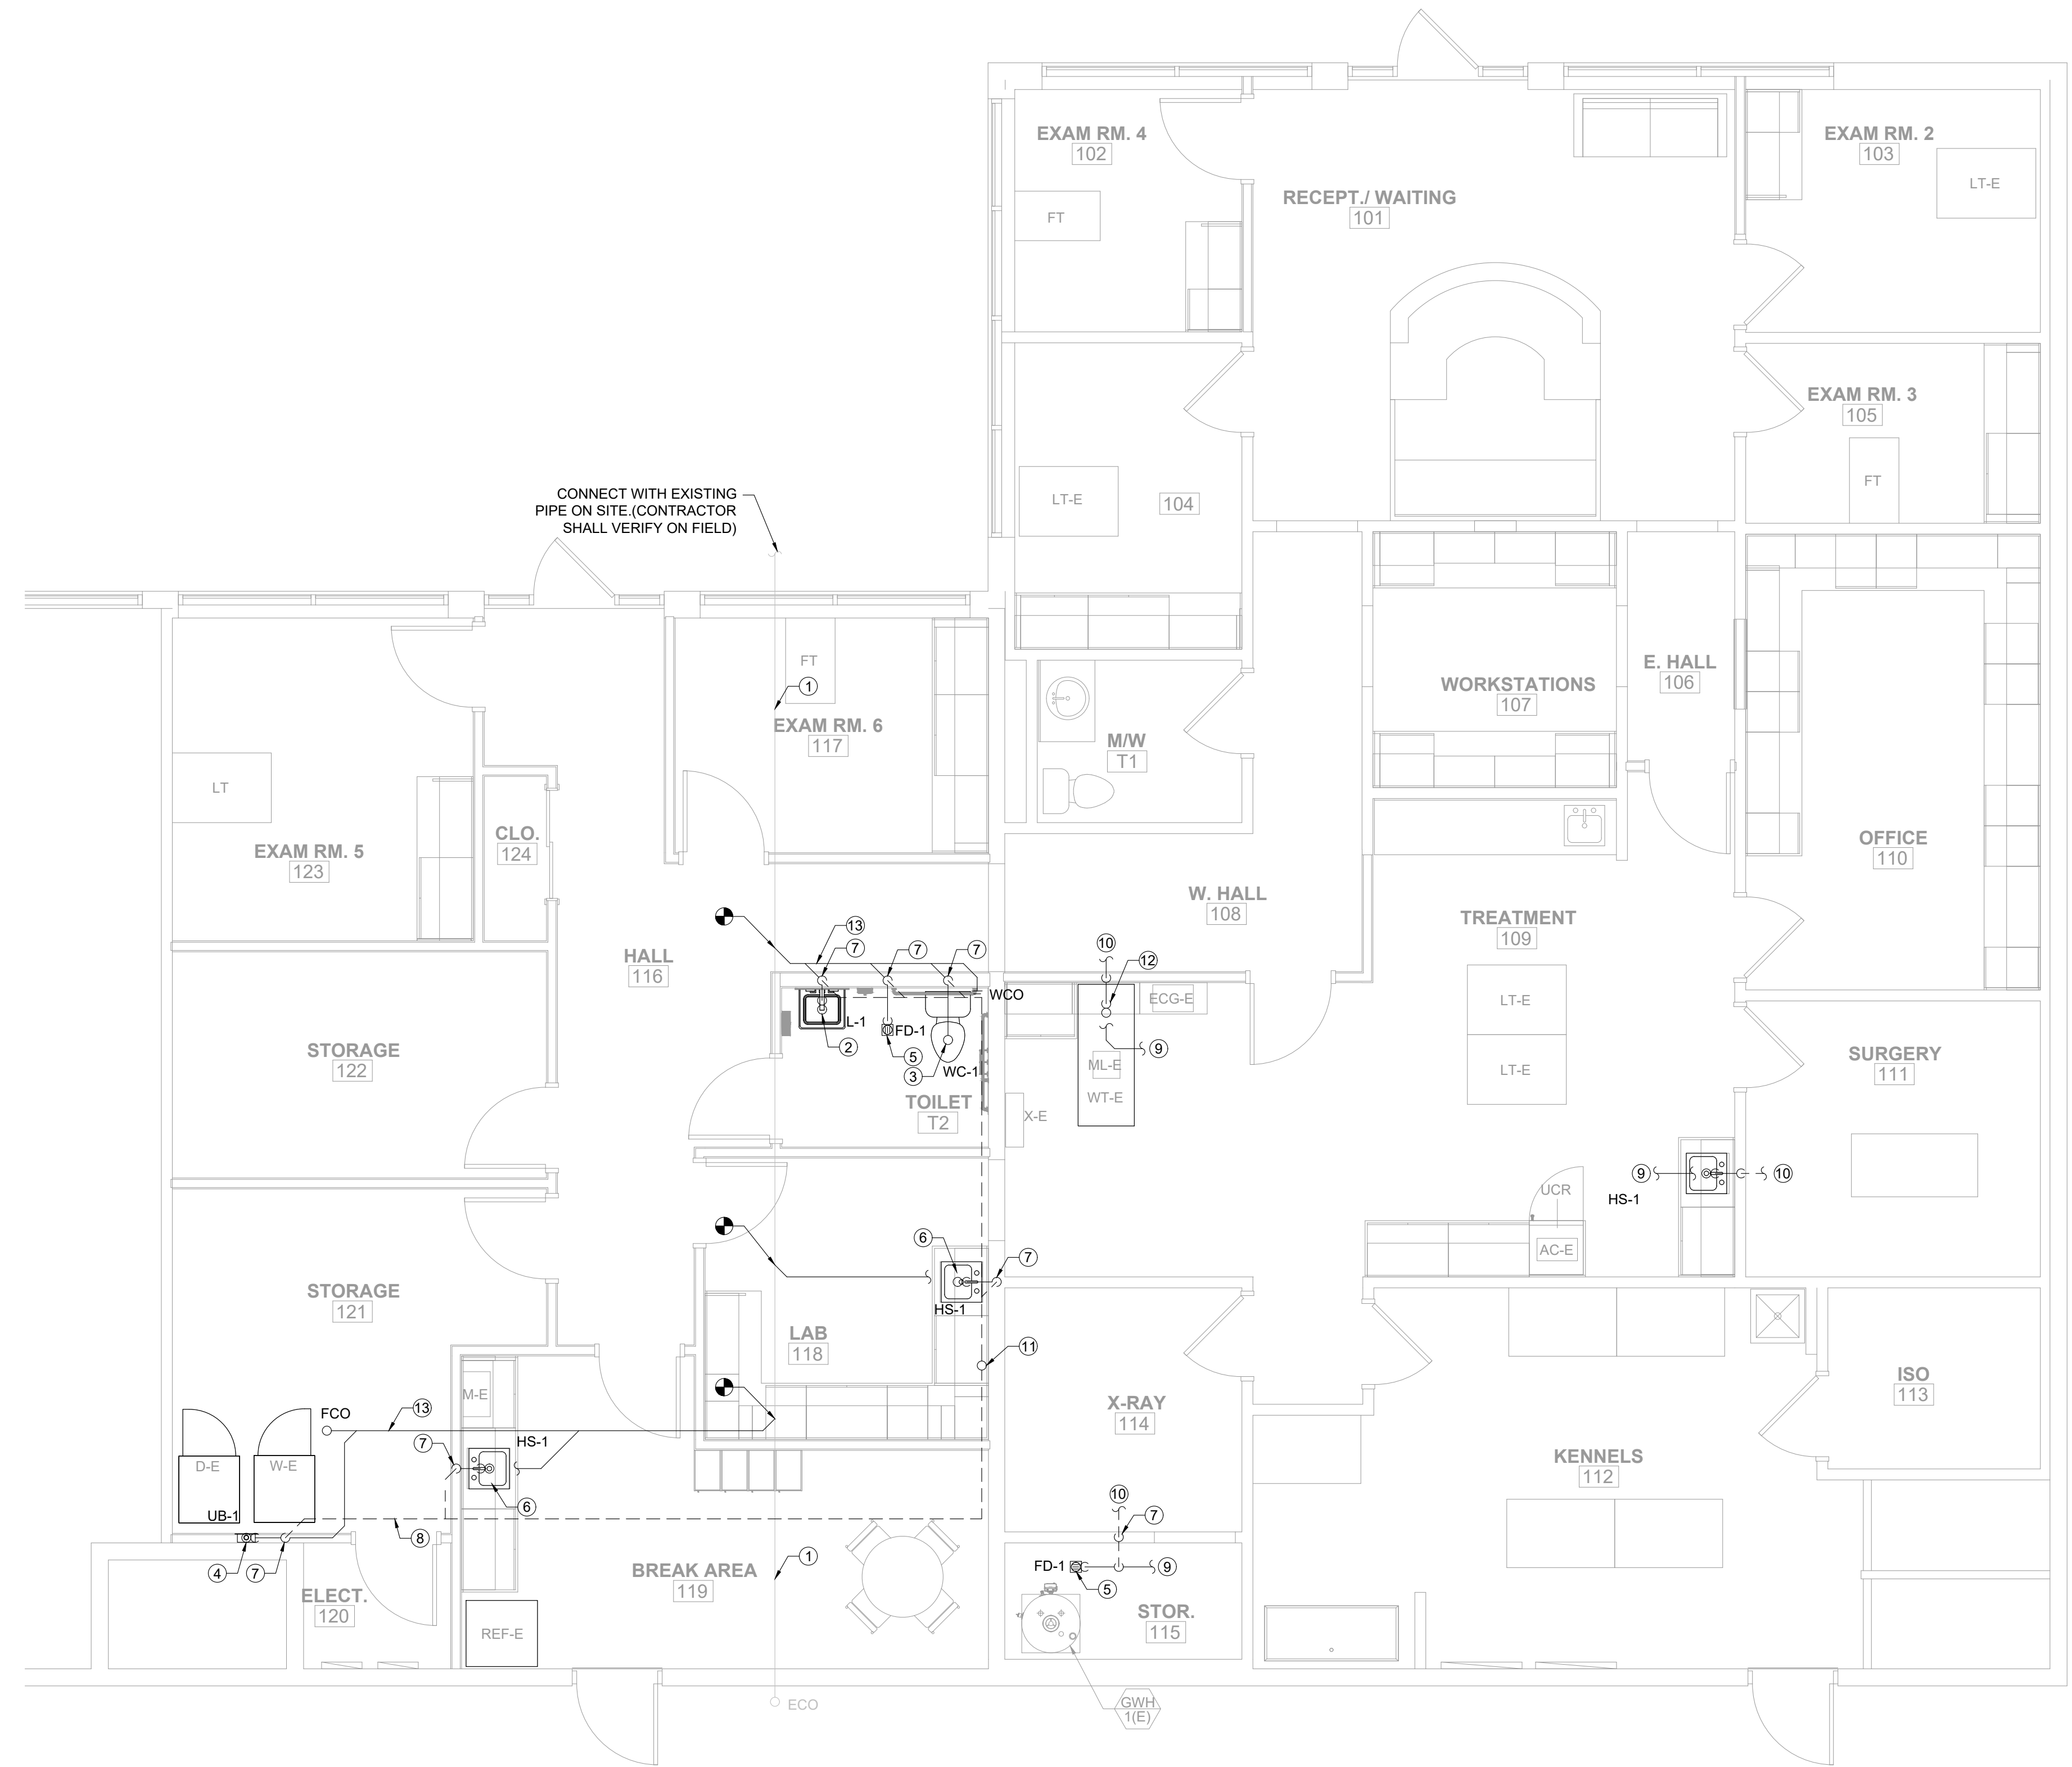 EXAM RM. 4
102
FT
RECEPT./ WAITING
101
EXAM RM. 2
103
LT-E
EXAM RM. 3
105
FT
LT-E
104
CONNECT WITH EXISTING
PIPE ON SITE.(CONTRACTOR
SHALL VERIFY ON FIELD)
FT
1
EXAM RM. 6
117
M/W
T1
WORKSTATIONS
107
E. HALL
106
LT
EXAM RM. 5
123
CLO.
124
OFFICE
110
W. HALL
108
TREATMENT
109
HALL
116
13
7
7
7
10
12
WCO
ECG-E
LT-E
L-1
FD-1
2
5
3
WC-1
9
ML-E
WT-E
LT-E
STORAGE
122
SURGERY
111
TOILET
T2
X-E
9
10
HS-1
UCR
AC-E
6
7
HS-1
STORAGE
121
LAB
118
11
M-E
ISO
113
X-RAY
114
FCO
13
HS-1
7
D-E
W-E
KENNELS
112
6
UB-1
10
7
8
4
7
1
FD-1
9
5
BREAK AREA
119
ELECT.
120
STOR.
115
REF-E
ECO
GWH
1(E)